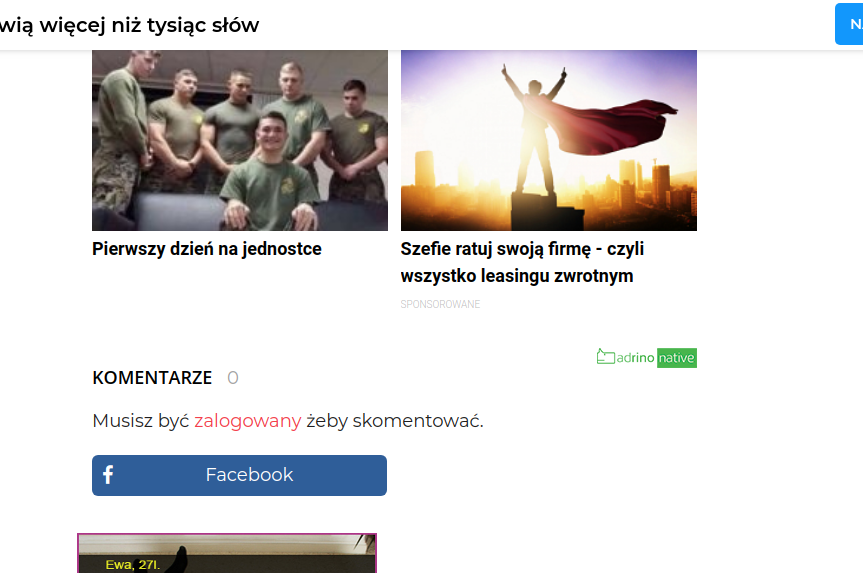 wią więcej niż tysiąc słów
Pierwszy dzień na jednostce
Szefie ratuj swoją firmę - czyli
wszystko leasingu zwrotnym
SPONSOROWANE
adrino native
KOMENTARZE 0
Musisz być zalogowany żeby skomentować.
Facebook
Ewa, 27l.